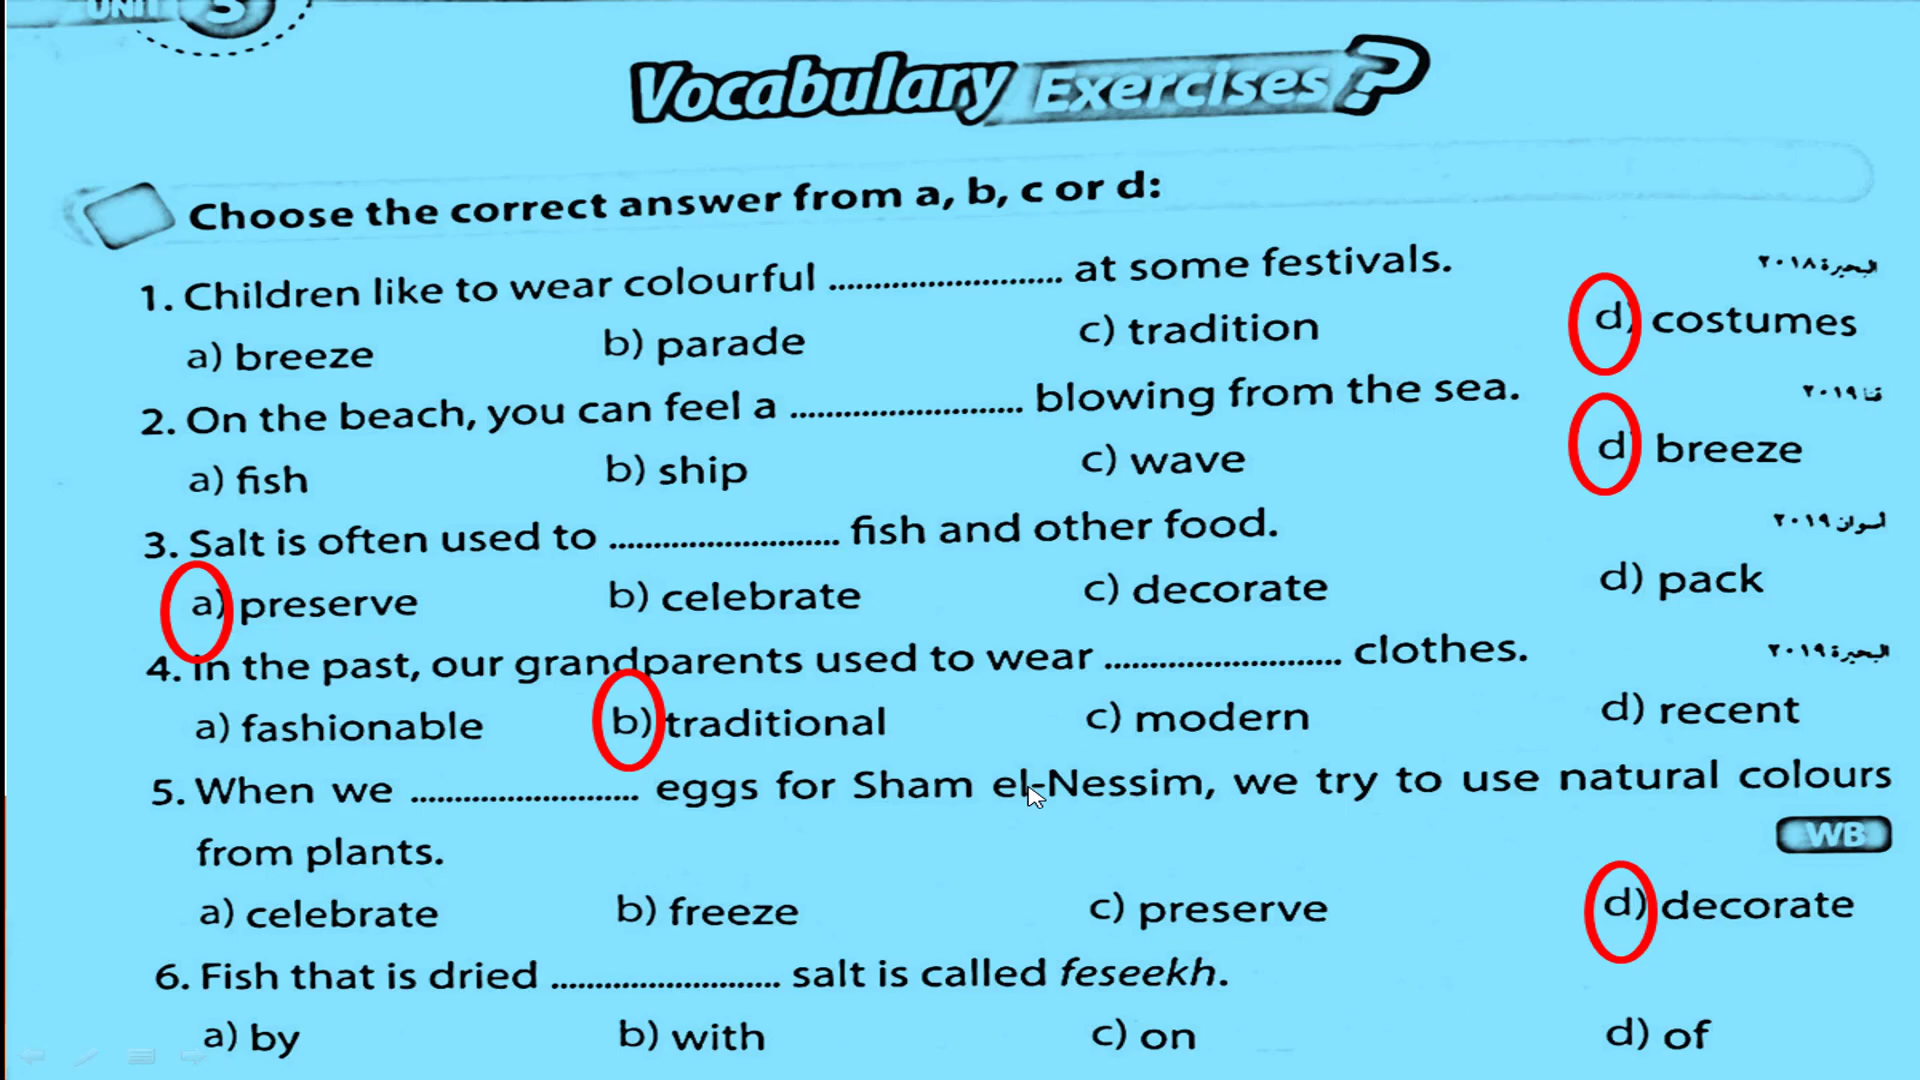 UNIT 3
Vocabulary Exercises ?
Choose the correct answer from a, b, c or d:
1. Children like to wear colourful .......................... at some festivals. البحيرة ٢٠١٨
a) breeze b) parade c) tradition d) costumes
2. On the beach, you can feel a .......................... blowing from the sea. قنا ٢٠١٩
a) fish b) ship c) wave d) breeze
3. Salt is often used to .......................... fish and other food. أسوان ٢٠١٩
a) preserve b) celebrate c) decorate d) pack
4. In the past, our grandparents used to wear .......................... clothes. البحيرة ٢٠١٩
a) fashionable b) traditional c) modern d) recent
5. When we .......................... eggs for Sham el-Nessim, we try to use natural colours
from plants. WB
a) celebrate b) freeze c) preserve d) decorate
6. Fish that is dried .......................... salt is called feseekh.
a) by b) with c) on d) of